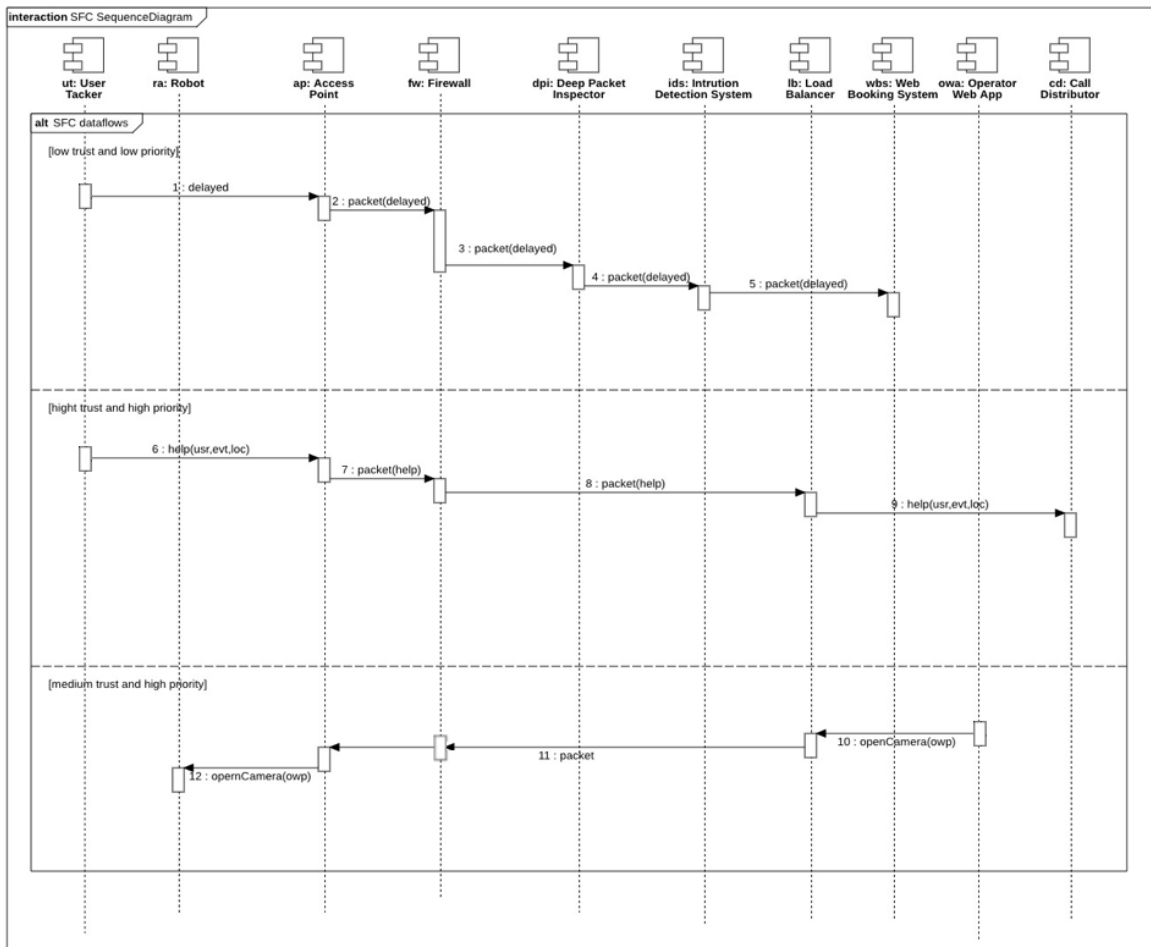 interaction SFC SequenceDiagram
ut: User
Tacker
ra: Robot
ap: Access
Point
fw: Firewall
dpi: Deep Packet
Inspector
ids: Intrution
Detection System
lb: Load
Balancer
wbs: Web
Booking System
owa: Operator
Web App
cd: Call
Distributor
alt SFC dataflows
[low trust and low priority]
1 : delayed
2 : packet(delayed)
3 : packet(delayed)
4 : packet(delayed)
5 : packet(delayed)
[hight trust and high priority]
6 : help(usr,evt,loc)
7 : packet(help)
8 : packet(help)
9 : help(usr,evt,loc)
[medium trust and high priority]
10 : openCamera(owp)
11 : packet
12 : opernCamera(owp)